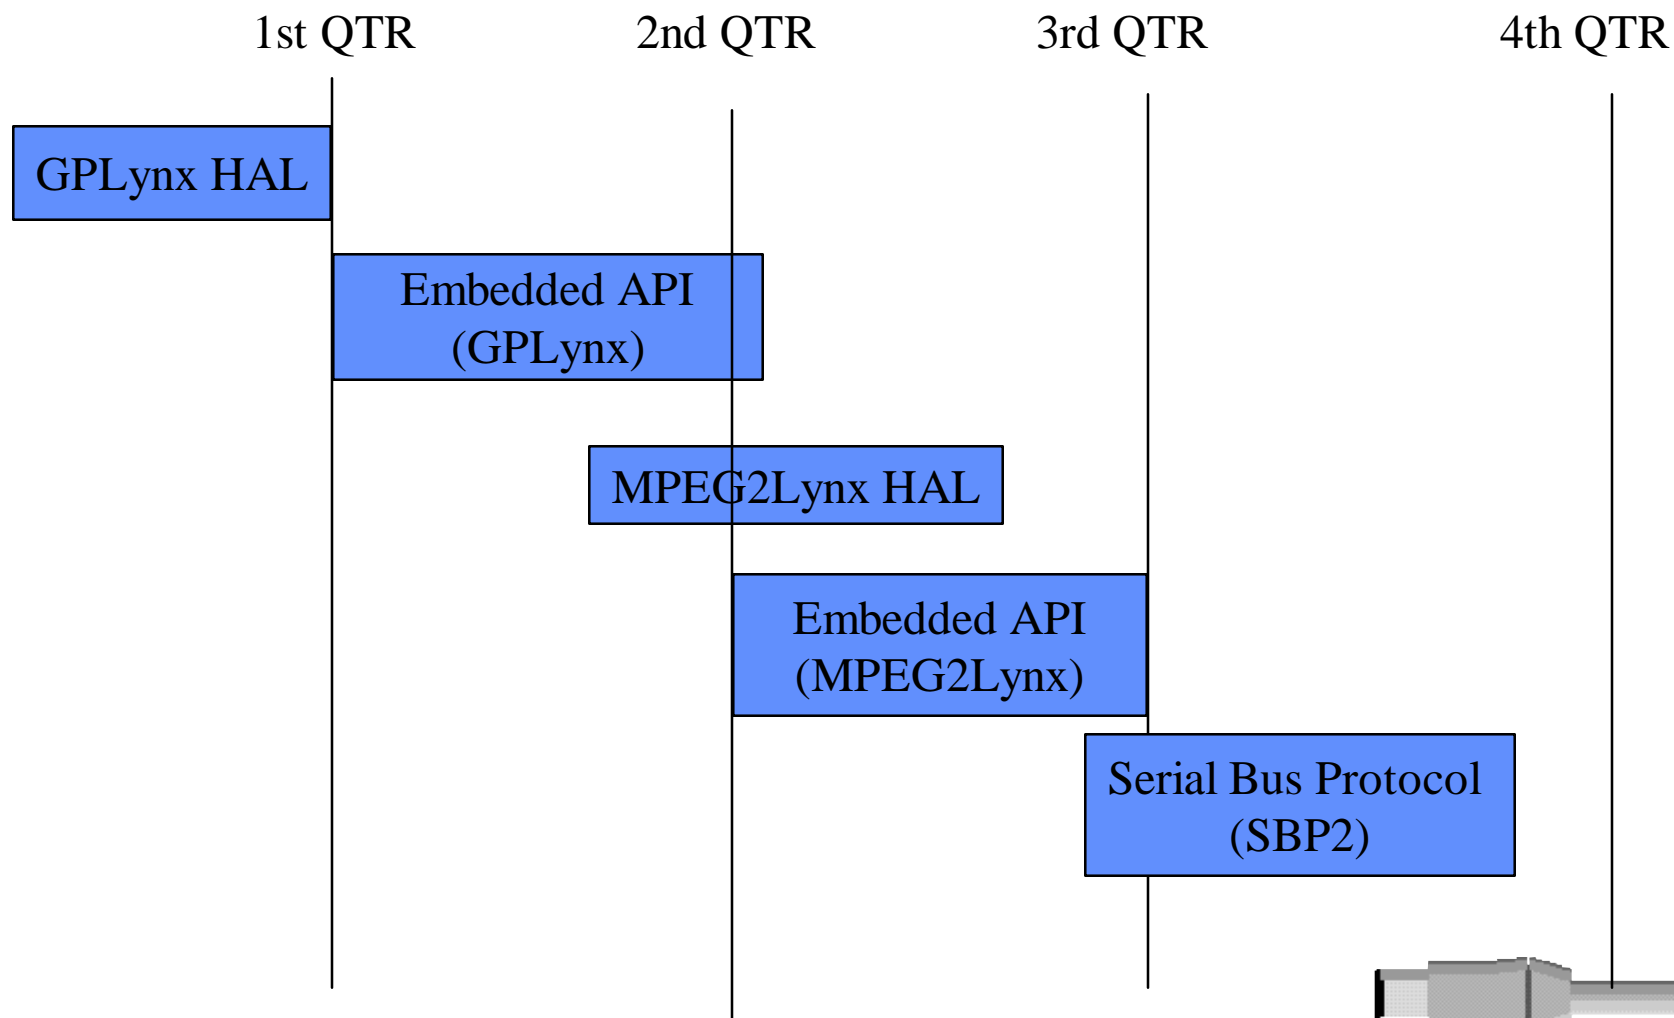 1st QTR
2nd QTR
3rd QTR
4th QTR
GPLynx HAL
Embedded API
(GPLynx)
MPEG2Lynx HAL
Embedded API
(MPEG2Lynx)
Serial Bus Protocol
(SBP2)